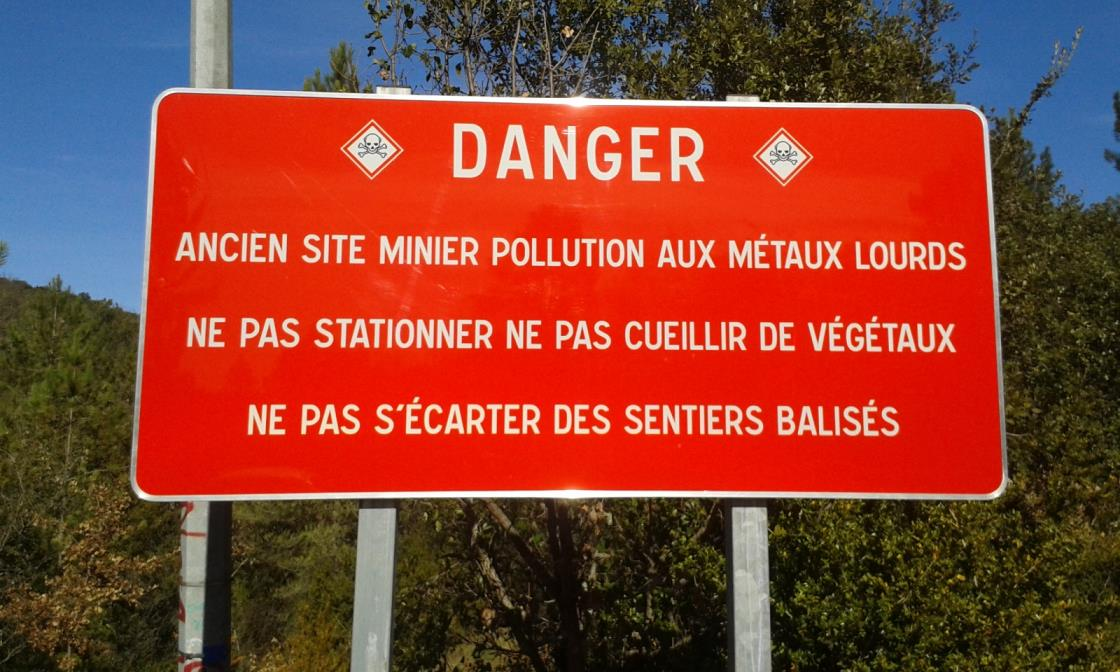 DANGER
ANCIEN SITE MINIER POLLUTION AUX MÉTAUX LOURDS
NE PAS STATIONNER NE PAS CUEILLIR DE VÉGÉTAUX
NE PAS S'ÉCARTER DES SENTIERS BALISÉS